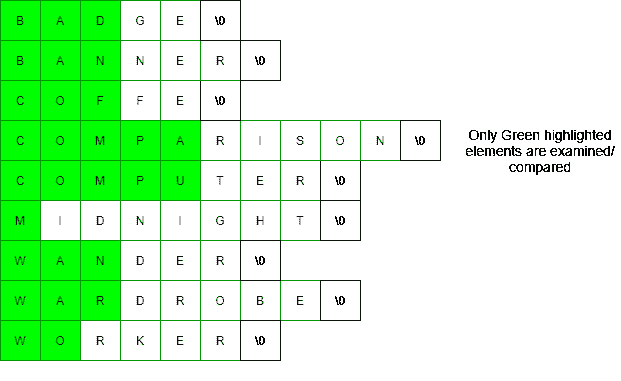 B A D G E \0
B A N N E R \0
C O F F E \0
C O M P A R I S O N \0
Only Green highlighted
elements are examined/
compared
C O M P U T E R \0
M I D N I G H T \0
W A N D E R \0
W A R D R O B E \0
W O R K E R \0